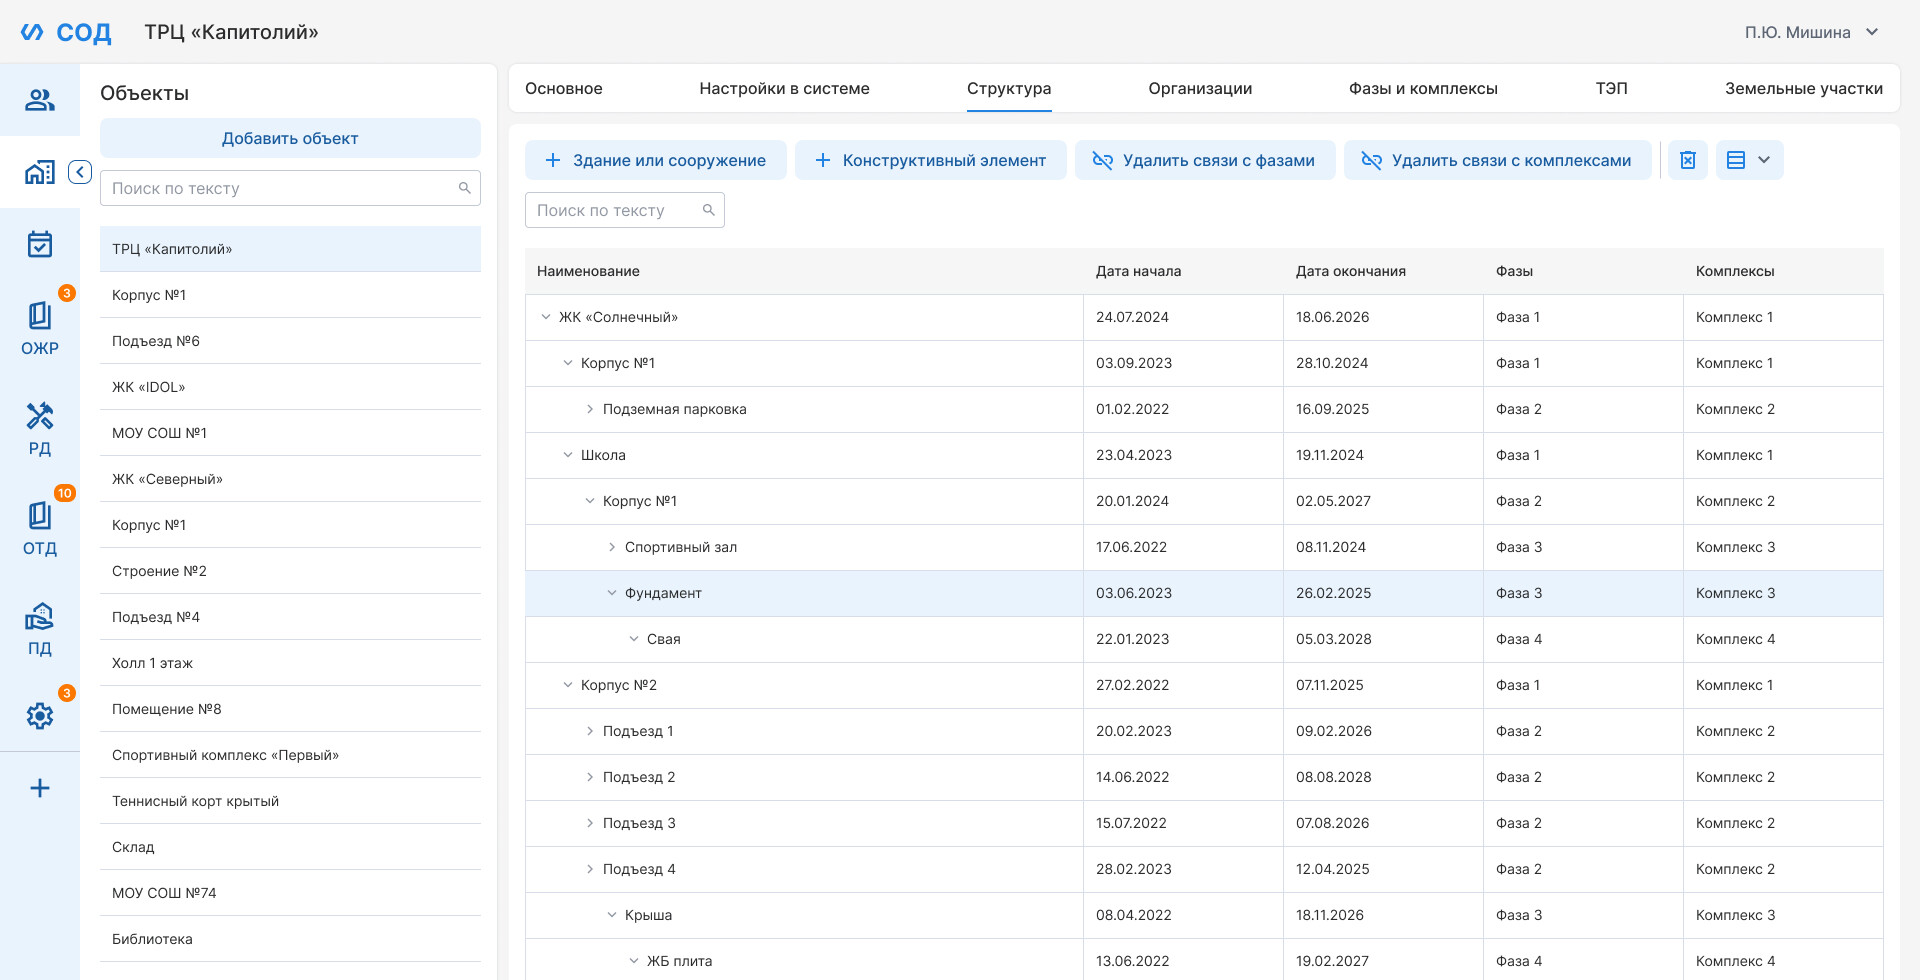 СОД
ТРЦ «Капитолий»
П.Ю. Мишина
3
ОЖР
РД
10
ОТД
ПД
3
Объекты
Добавить объект
Поиск по тексту
ТРЦ «Капитолий»
Корпус №1
Подъезд №6
ЖК «IDOL»
МОУ СОШ №1
ЖК «Северный»
Корпус №1
Строение №2
Подъезд №4
Холл 1 этаж
Помещение №8
Спортивный комплекс «Первый»
Теннисный корт крытый
Склад
МОУ СОШ №74
Библиотека
Основное Настройки в системе Структура Организации Фазы и комплексы ТЭП Земельные участки
Здание или сооружение Конструктивный элемент Удалить связи с фазами Удалить связи с комплексами
Поиск по тексту
Наименование Дата начала Дата окончания Фазы Комплексы
ЖК «Солнечный» 24.07.2024 18.06.2026 Фаза 1 Комплекс 1
Корпус №1 03.09.2023 28.10.2024 Фаза 1 Комплекс 1
Подземная парковка 01.02.2022 16.09.2025 Фаза 2 Комплекс 2
Школа 23.04.2023 19.11.2024 Фаза 1 Комплекс 1
Корпус №1 20.01.2024 02.05.2027 Фаза 2 Комплекс 2
Спортивный зал 17.06.2022 08.11.2024 Фаза 3 Комплекс 3
Фундамент 03.06.2023 26.02.2025 Фаза 3 Комплекс 3
Свая 22.01.2023 05.03.2028 Фаза 4 Комплекс 4
Корпус №2 27.02.2022 07.11.2025 Фаза 1 Комплекс 1
Подъезд 1 20.02.2023 09.02.2026 Фаза 2 Комплекс 2
Подъезд 2 14.06.2022 08.08.2028 Фаза 2 Комплекс 2
Подъезд 3 15.07.2022 07.08.2026 Фаза 2 Комплекс 2
Подъезд 4 28.02.2023 12.04.2025 Фаза 2 Комплекс 2
Крыша 08.04.2022 18.11.2026 Фаза 3 Комплекс 3
ЖБ плита 13.06.2022 19.02.2027 Фаза 4 Комплекс 4